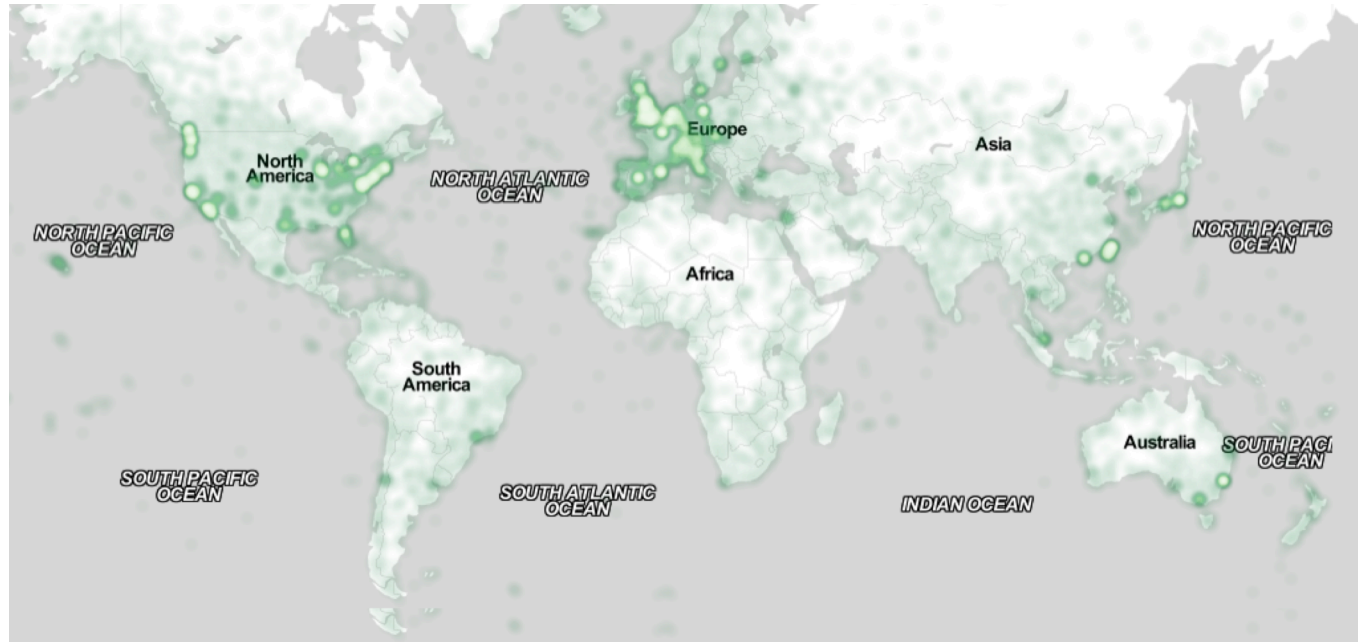 Europe
Asia
North
America
NORTH ATLANTIC
OCEAN
NORTH PACIFIC
OCEAN
NORTH PACIFIC
OCEAN
Africa
South
America
Australia
SOUTH PACI
OCEAN
SOUTH PACIFIC
OCEAN
SOUTH ATLANTIC
OCEAN
INDIAN OCEAN